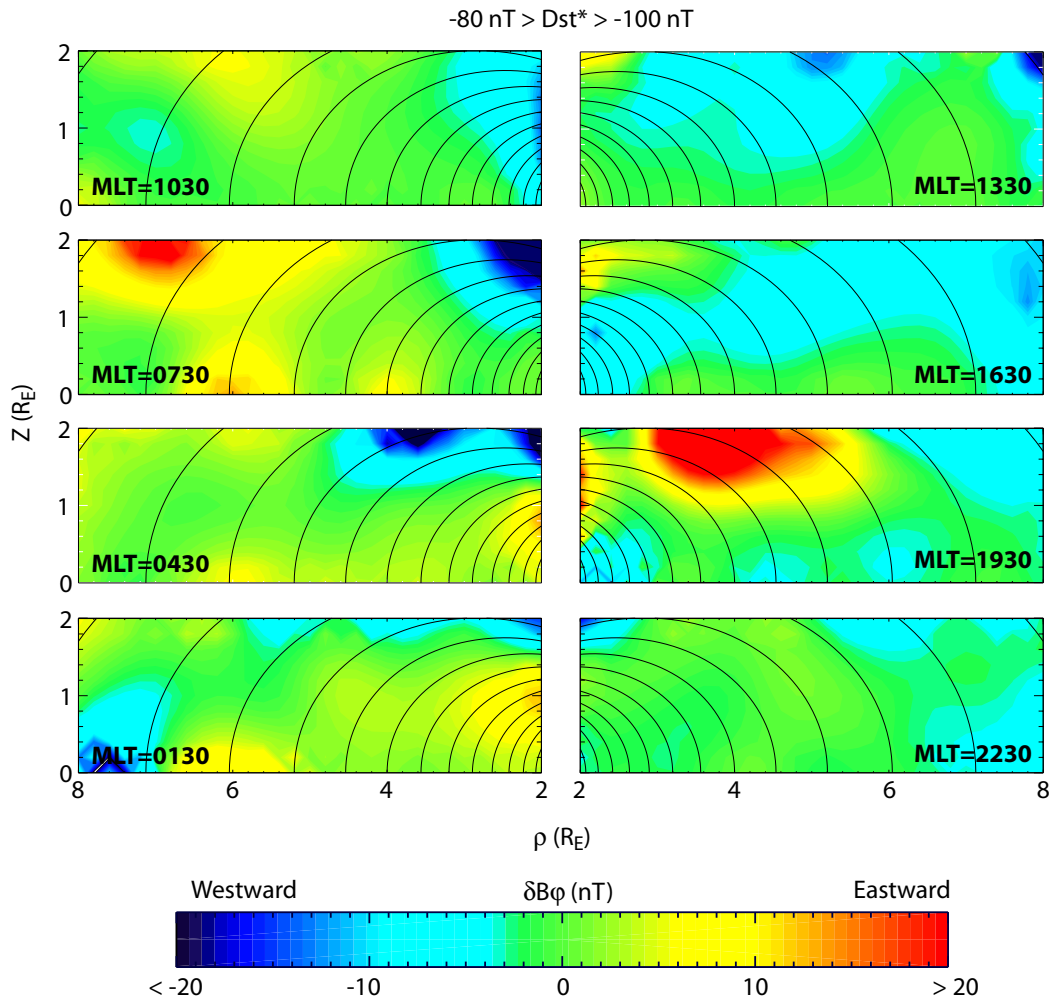 -80 nT > Dst* > -100 nT
2
1
0
MLT=1030
MLT=1330
2
1
0
MLT=0730
MLT=1630
Z (RE)
2
1
0
MLT=0430
MLT=1930
2
1
0
MLT=0130
MLT=2230
8 6 4 2 2 4 6 8
ρ (RE)
Westward δBφ (nT) Eastward
< -20 -10 0 10 > 20